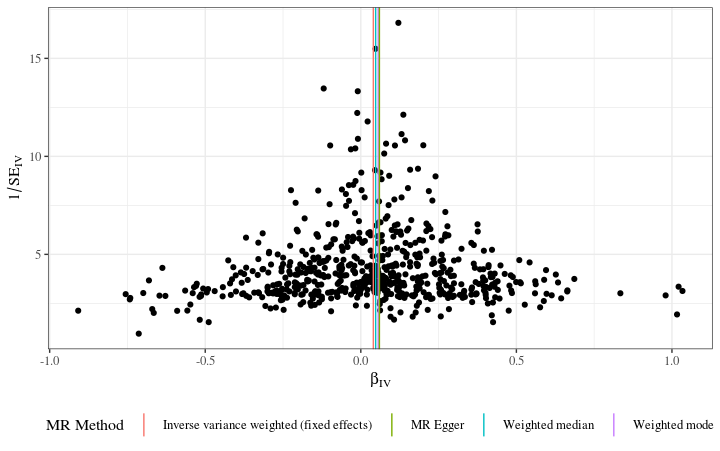 15
10
5
1/SE_IV
-1.0 -0.5 0.0 0.5 1.0
β_IV
MR Method Inverse variance weighted (fixed effects) MR Egger Weighted median Weighted mode